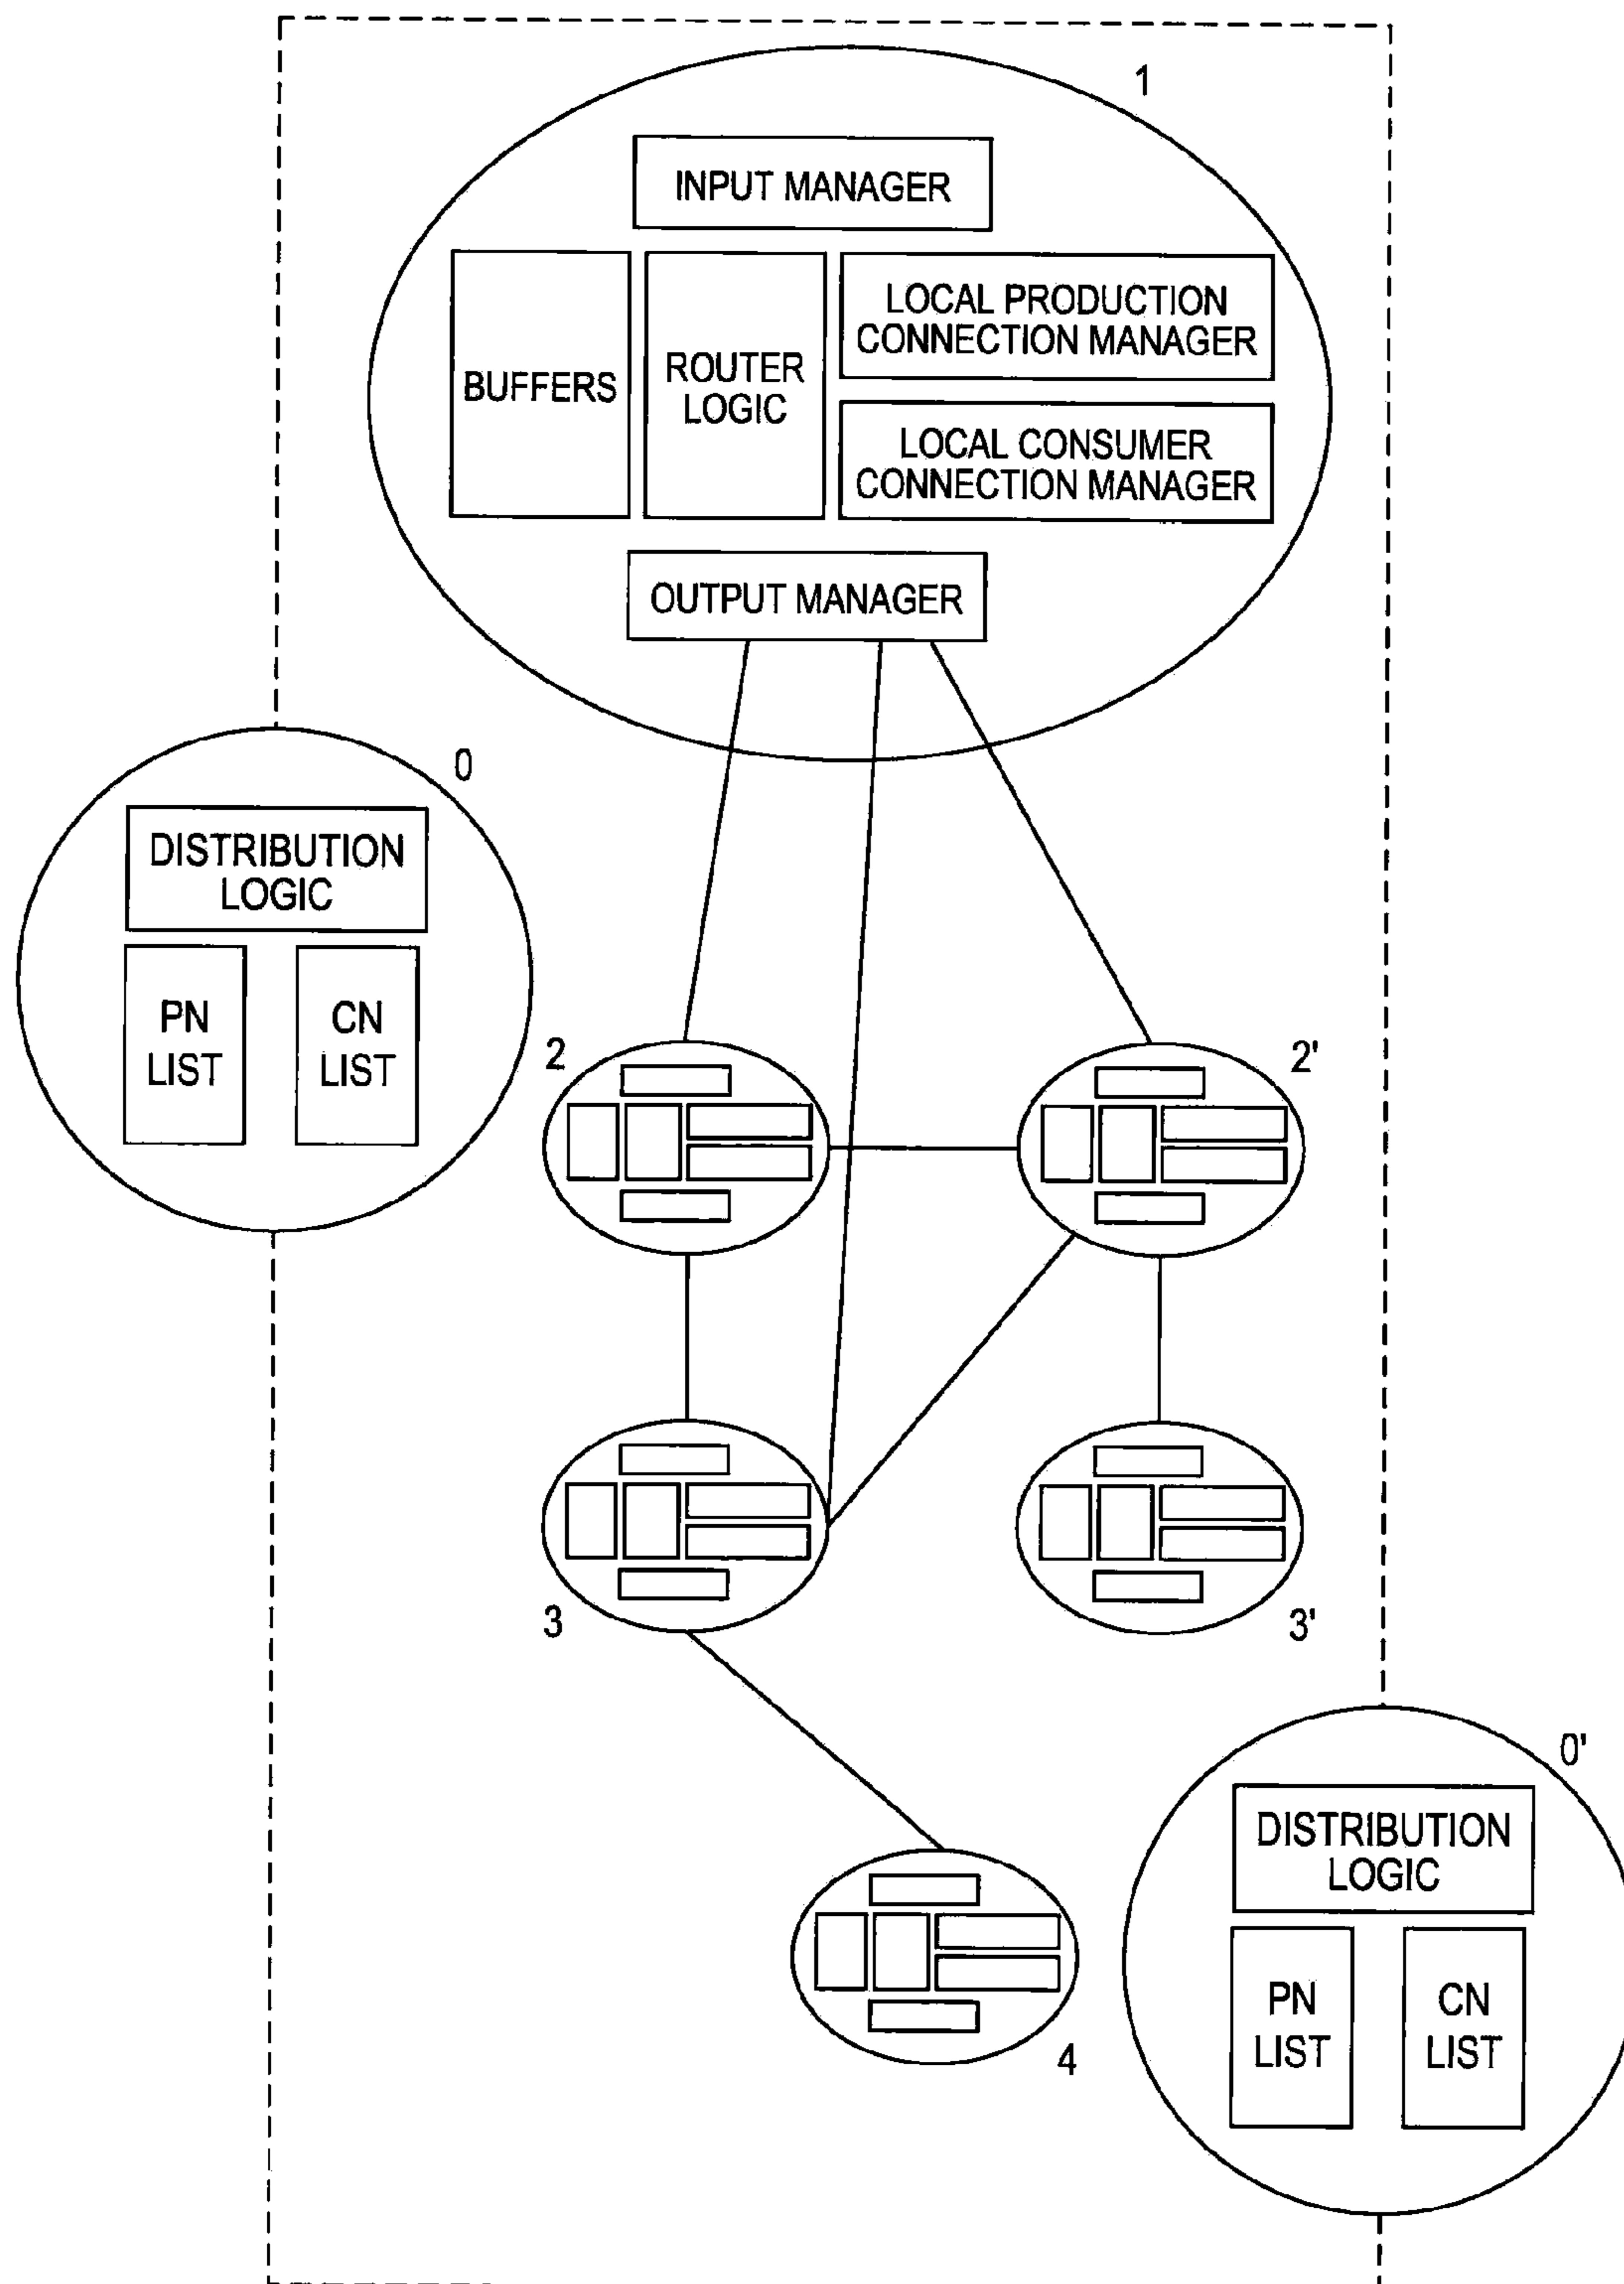 1
INPUT MANAGER
BUFFERS
ROUTER
LOGIC
LOCAL PRODUCTION
CONNECTION MANAGER
LOCAL CONSUMER
CONNECTION MANAGER
OUTPUT MANAGER
0
DISTRIBUTION
LOGIC
PN
LIST
CN
LIST
2
2'
3
3'
0'
DISTRIBUTION
LOGIC
PN
LIST
CN
LIST
4